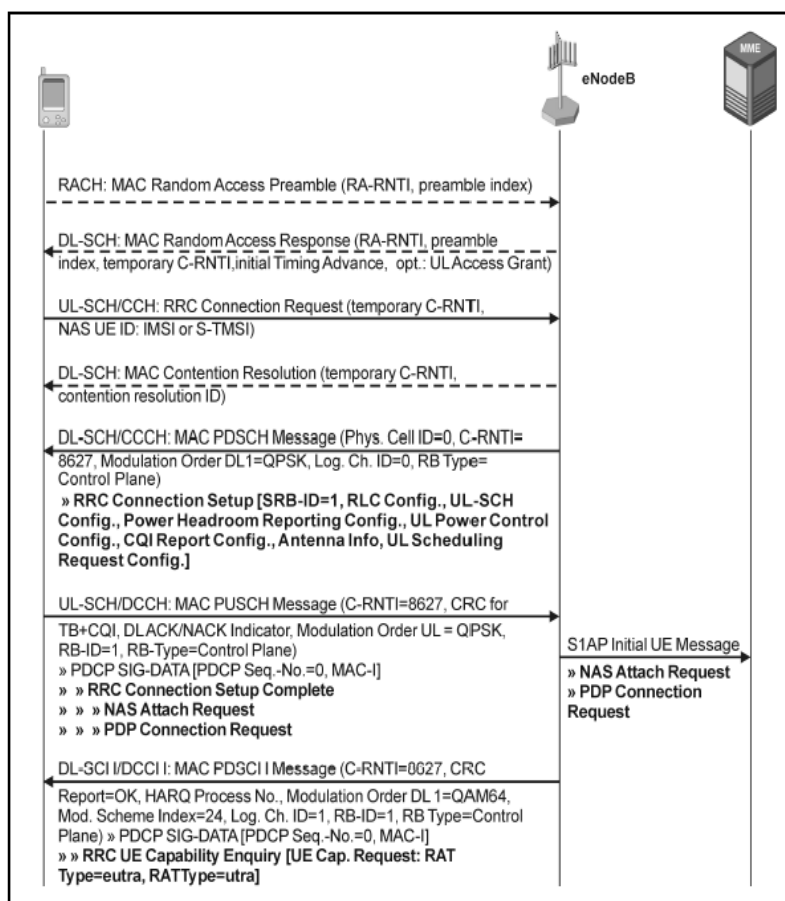 MME
eNodeB
RACH: MAC Random Access Preamble (RA-RNTI, preamble index)
DL-SCH: MAC Random Access Response (RA-RNTI, preamble
index, temporary C-RNTI,initial Timing Advance, opt.: UL Access Grant)
UL-SCH/CCH: RRC Connection Request (temporary C-RNTI,
NAS UE ID: IMSI or S-TMSI)
DL-SCH: MAC Contention Resolution (temporary C-RNTI,
contention resolution ID)
DL-SCH/CCCH: MAC PDSCH Message (Phys. Cell ID=0, C-RNTI=
8627, Modulation Order DL1=QPSK, Log. Ch. ID=0, RB Type=
Control Plane)
» RRC Connection Setup [SRB-ID=1, RLC Config., UL-SCH
Config., Power Headroom Reporting Config., UL Power Control
Config., CQI Report Config., Antenna Info, UL Scheduling
Request Config.]
UL-SCH/DCCH: MAC PUSCH Message (C-RNTI=8627, CRC for
TB+CQI, DL ACK/NACK Indicator, Modulation Order UL = QPSK,
RB-ID=1, RB-Type=Control Plane)
» PDCP SIG-DATA [PDCP Seq.-No.=0, MAC-I]
» » RRC Connection Setup Complete
» » » NAS Attach Request
» » » PDP Connection Request
S1AP Initial UE Message
» NAS Attach Request
» PDP Connection
Request
DL-SCH/DCCH: MAC PDSCH Message (C-RNTI=8627, CRC
Report=OK, HARQ Process No., Modulation Order DL 1=QAM64,
Mod. Scheme Index=24, Log. Ch. ID=1, RB-ID=1, RB Type=Control
Plane) » PDCP SIG-DATA [PDCP Seq.-No.=0, MAC-I]
» » RRC UE Capability Enquiry [UE Cap. Request: RAT
Type=eutra, RATType=utra]